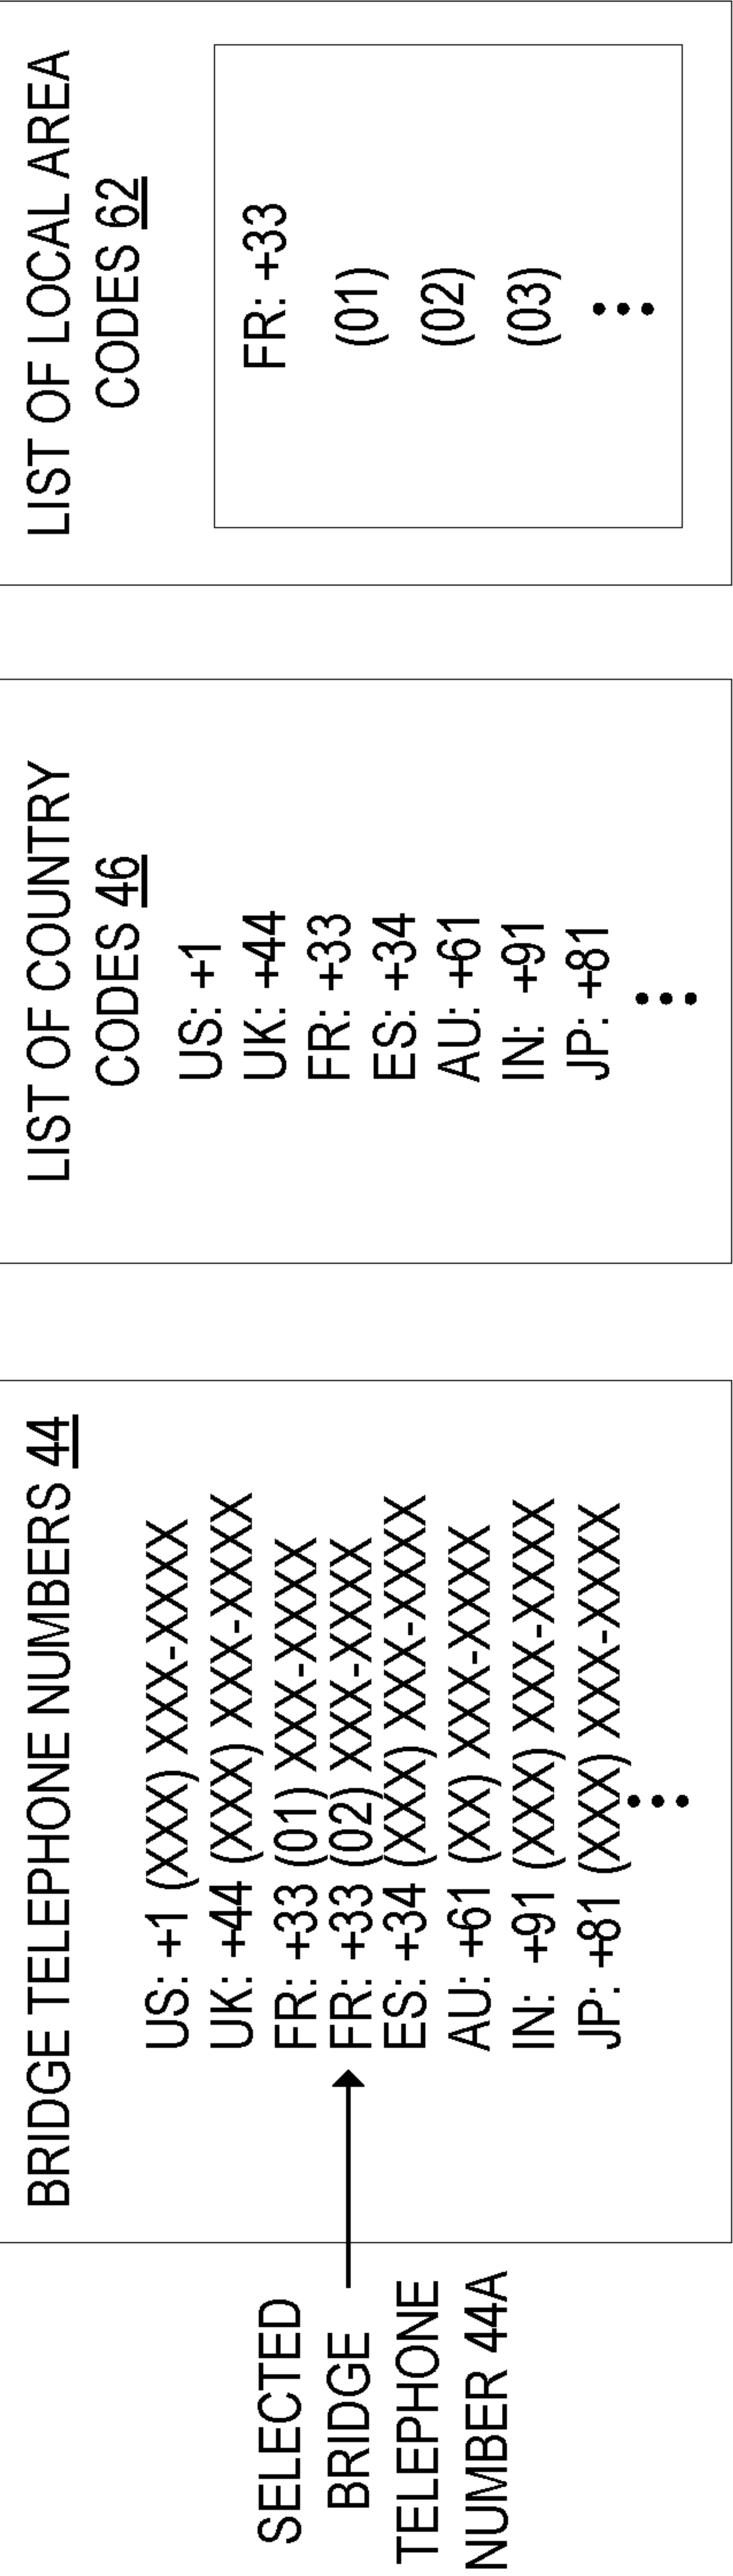 SELECTED
BRIDGE
TELEPHONE
NUMBER 44A
BRIDGE TELEPHONE NUMBERS 44
US: +1 (XXX) XXX-XXXX
UK: +44 (XXX) XXX-XXXX
FR: +33 (01) XXX-XXXX
FR: +33 (02) XXX-XXXX
ES: +34 (XXX) XXX-XXXX
AU: +61 (XX) XXX-XXXX
IN: +91 (XXX) XXX-XXXX
JP: +81 (XXX) XXX-XXXX
LIST OF COUNTRY
CODES 46
US: +1
UK: +44
FR: +33
ES: +34
AU: +61
IN: +91
JP: +81
LIST OF LOCAL AREA
CODES 62
FR: +33
(01)
(02)
(03)